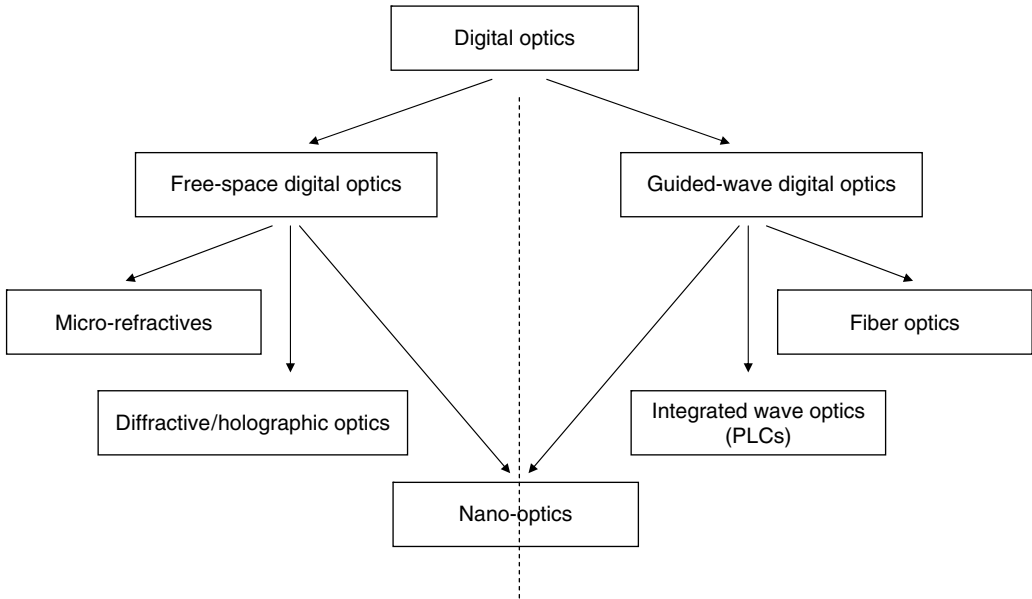 Digital optics
Free-space digital optics
Guided-wave digital optics
Micro-refractives
Fiber optics
Diffractive/holographic optics
Integrated wave optics
(PLCs)
Nano-optics